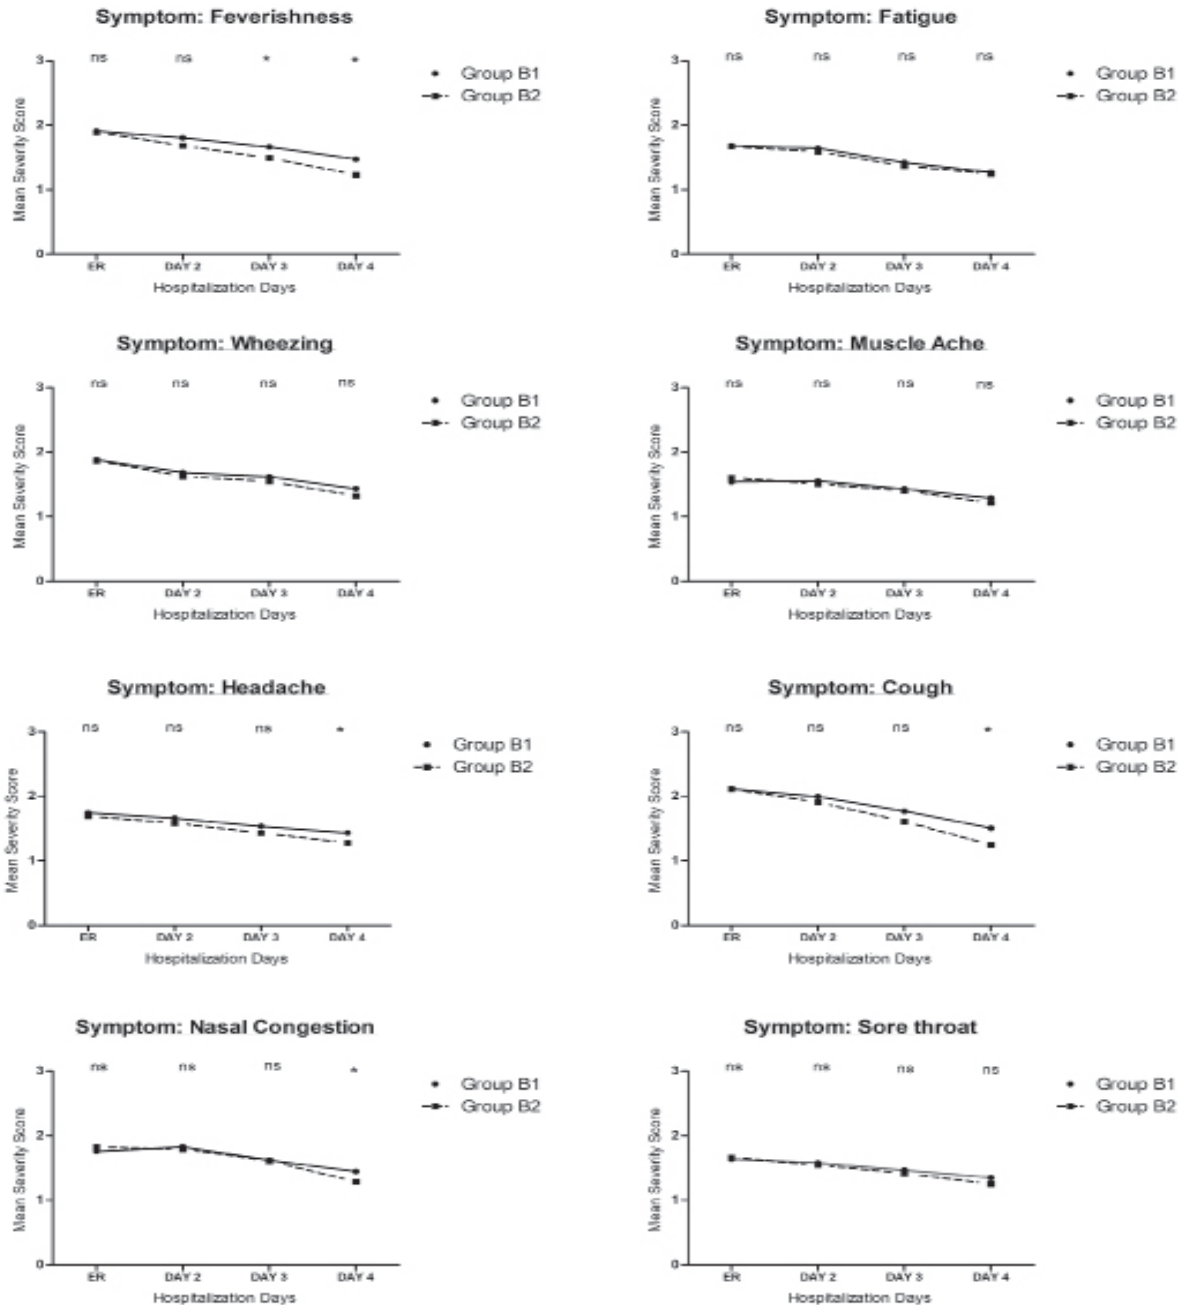 Symptom: Feverishness
ns ns * *
3
2
1
0
Mean Severity Score
ER DAY 2 DAY 3 DAY 4
Hospitalization Days
Group B1
Group B2
Symptom: Fatigue
ns ns ns ns
3
2
1
0
Mean Severity Score
ER DAY 2 DAY 3 DAY 4
Hospitalization Days
Group B1
Group B2
Symptom: Wheezing
ns ns ns ns
3
2
1
0
Mean Severity Score
ER DAY 2 DAY 3 DAY 4
Hospitalization Days
Group B1
Group B2
Symptom: Muscle Ache
ns ns ns ns
3
2
1
0
Mean Severity Score
ER DAY 2 DAY 3 DAY 4
Hospitalization Days
Group B1
Group B2
Symptom: Headache
ns ns ns *
3
2
1
0
Mean Severity Score
ER DAY 2 DAY 3 DAY 4
Hospitalization Days
Group B1
Group B2
Symptom: Cough
ns ns ns *
3
2
1
0
Mean Severity Score
ER DAY 2 DAY 3 DAY 4
Hospitalization Days
Group B1
Group B2
Symptom: Nasal Congestion
ns ns ns *
3
2
1
0
Mean Severity Score
ER DAY 2 DAY 3 DAY 4
Hospitalization Days
Group B1
Group B2
Symptom: Sore throat
ns ns ns ns
3
2
1
0
Mean Severity Score
ER DAY 2 DAY 3 DAY 4
Hospitalization Days
Group B1
Group B2